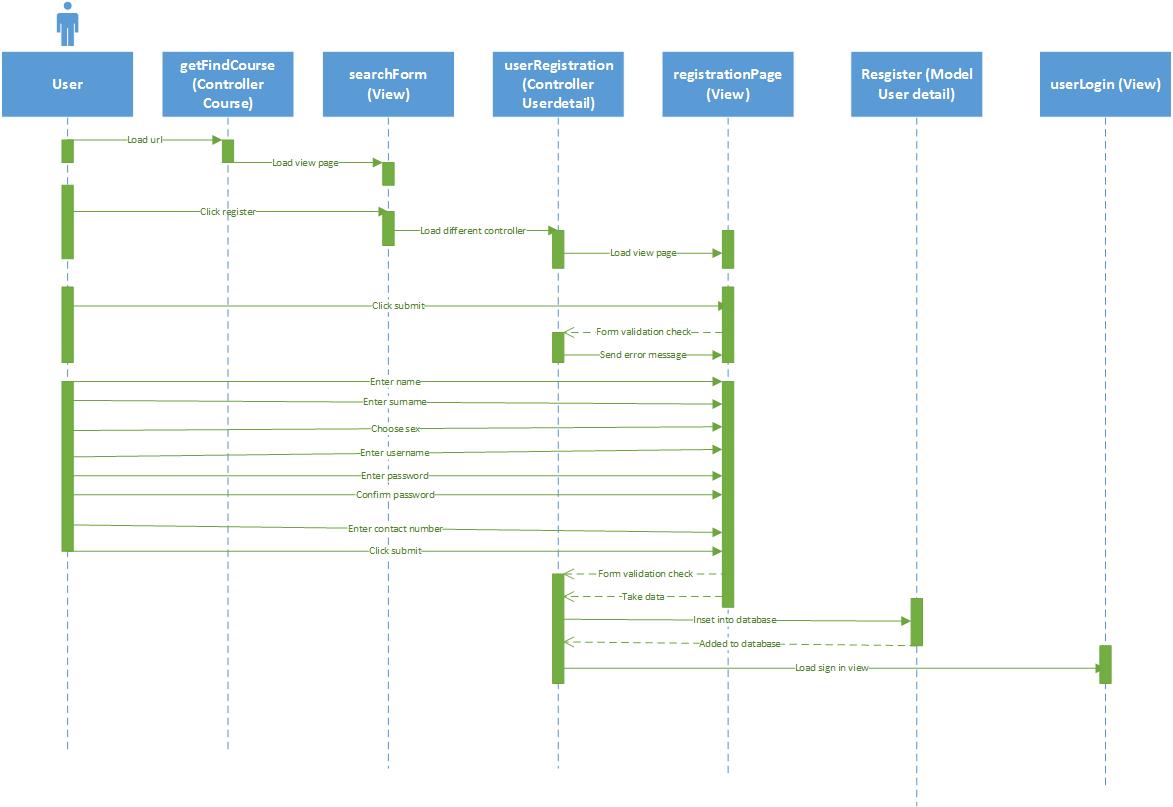 User
getFindCourse
(Controller
Course)
searchForm
(View)
userRegistration
(Controller
Userdetail)
registrationPage
(View)
Resgister (Model
User detail)
userLogin (View)
Load url
Load view page
Click register
Load different controller
Load view page
Click submit
Form validation check
Send error message
Enter name
Enter surname
Choose sex
Enter username
Enter password
Confirm password
Enter contact number
Click submit
Form validation check
Take data
Inset into database
Added to database
Load sign in view